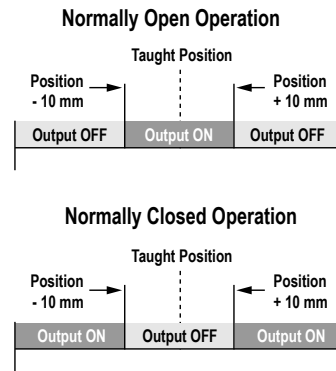 Normally Open Operation
Taught Position
Position
- 10 mm
Position
+ 10 mm
Output OFF
Output ON
Output OFF
Normally Closed Operation
Taught Position
Position
- 10 mm
Position
+ 10 mm
Output ON
Output OFF
Output ON